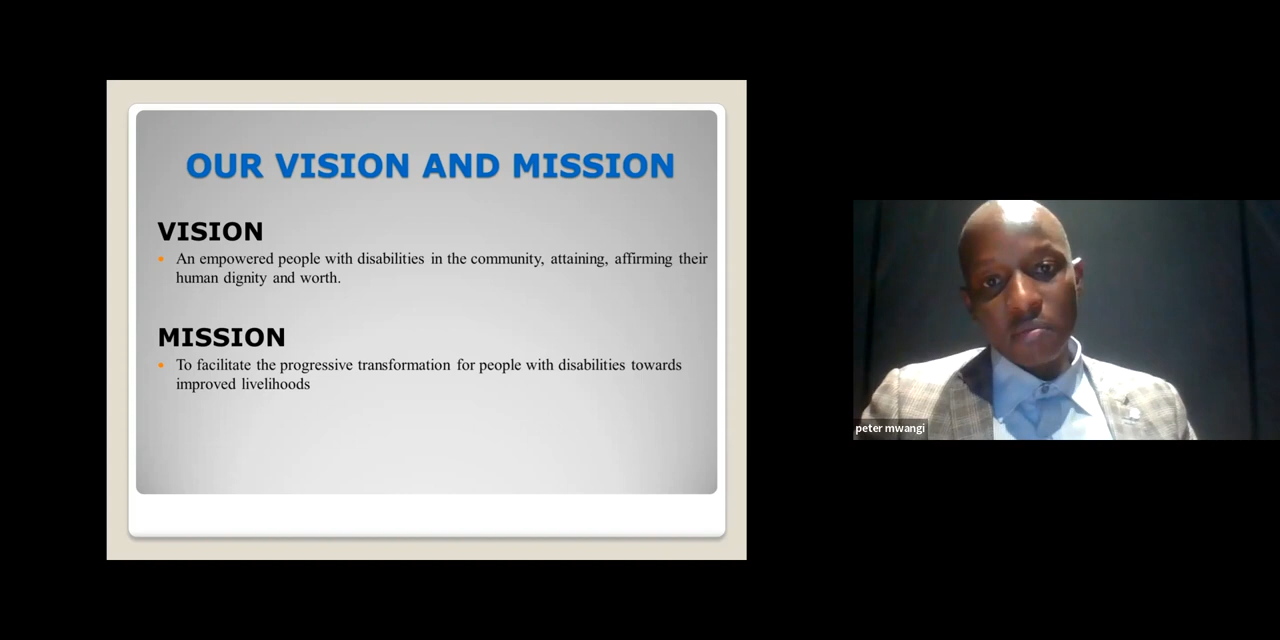 OUR VISION AND MISSION
VISION
• An empowered people with disabilities in the community, attaining, affirming their
human dignity and worth.
MISSION
• To facilitate the progressive transformation for people with disabilities towards
improved livelihoods
peter mwangi